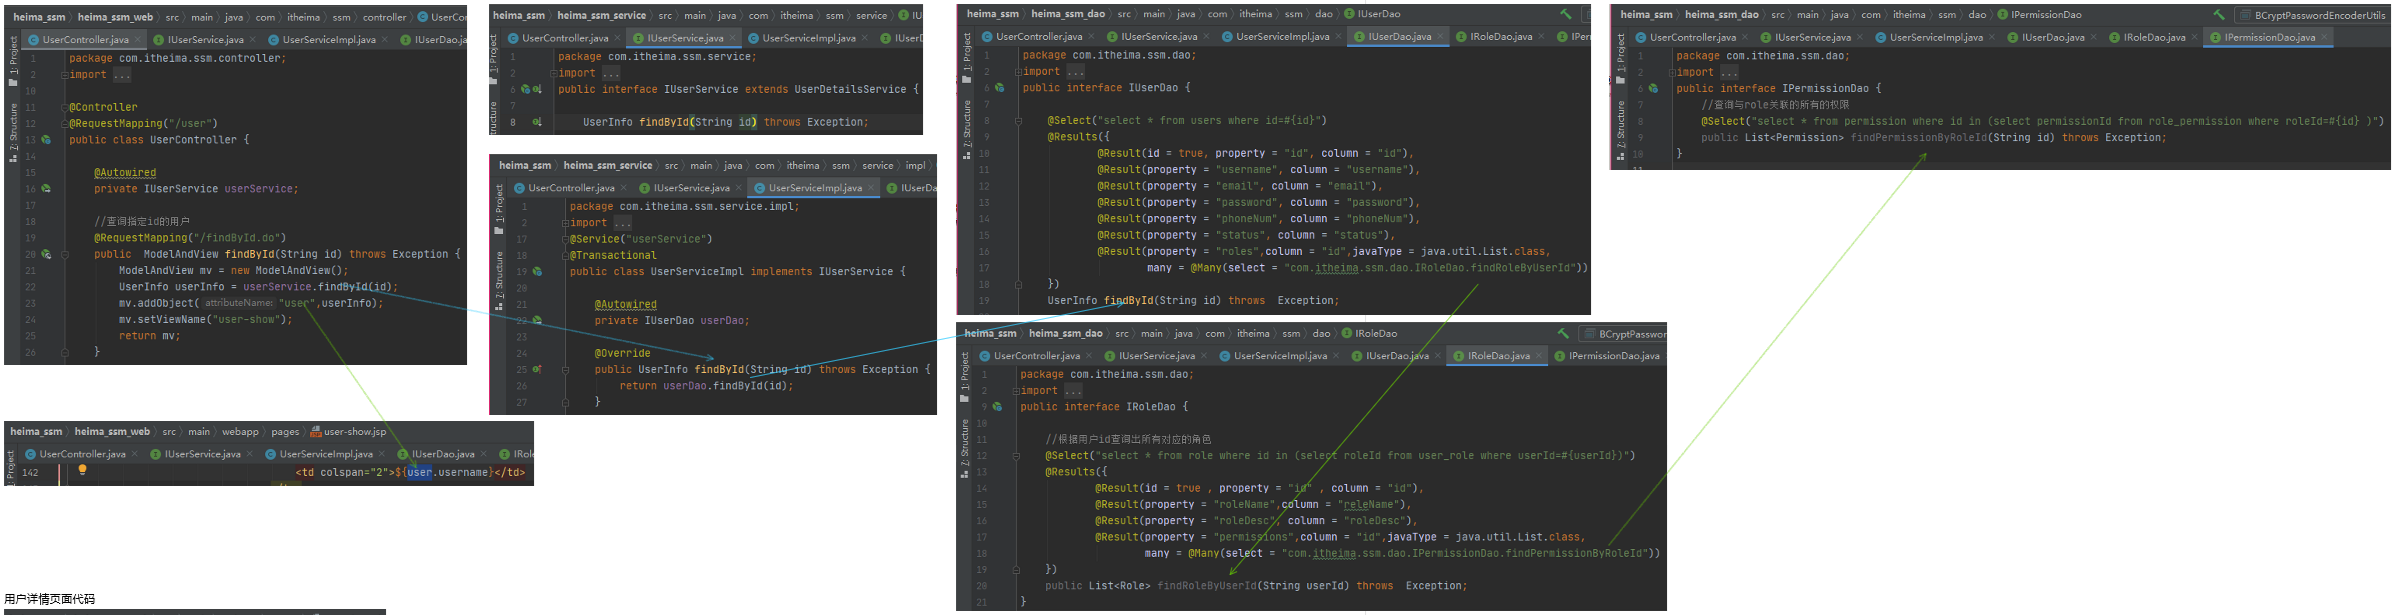 heima_ssm heima_ssm_web src main java com itheima ssm controller UserCo
UserController.java IUserService.java UserServiceImpl.java IUserDao.ja
1: Project
7: Structure
1 package com.itheima.ssm.controller;
2 import ...
10
11 @Controller
12 @RequestMapping("/user")
13 public class UserController {
14
15 @Autowired
16 private IUserService userService;
17
18 //查询指定id的用户
19 @RequestMapping("/findById.do")
20 public ModelAndView findById(String id) throws Exception {
21 ModelAndView mv = new ModelAndView();
22 UserInfo userInfo = userService.findById(id);
23 mv.addObject( attributeName: "user",userInfo);
24 mv.setViewName("user-show");
25 return mv;
26 }
heima_ssm heima_ssm_web src main webapp pages user-show.jsp
UserController.java IUserService.java UserServiceImpl.java IUserDao.java IRol
Project
142 <td colspan="2">${user.username}</td>
用户详情页面代码
heima_ssm heima_ssm_service src main java com itheima ssm service IU
UserController.java IUserService.java UserServiceImpl.java IUserD
1: Project
ructure
1 package com.itheima.ssm.service;
2 import ...
6 public interface IUserService extends UserDetailsService {
7
8 UserInfo findById(String id) throws Exception;
heima_ssm heima_ssm_service src main java com itheima ssm service impl
UserController.java IUserService.java UserServiceImpl.java IUserDa
1: Project
7: Structure
1 package com.itheima.ssm.service.impl;
2 import ...
17 @Service("userService")
18 @Transactional
19 public class UserServiceImpl implements IUserService {
20
21 @Autowired
22 private IUserDao userDao;
23
24 @Override
25 public UserInfo findById(String id) throws Exception {
26 return userDao.findById(id);
27 }
heima_ssm heima_ssm_dao src main java com itheima ssm dao IUserDao
UserController.java IUserService.java UserServiceImpl.java IUserDao.java IRoleDao.java IPerm
1: Project
7: Structure
1 package com.itheima.ssm.dao;
2 import ...
6 public interface IUserDao {
7
8 @Select("select * from users where id=#{id}")
9 @Results({
10 @Result(id = true, property = "id", column = "id"),
11 @Result(property = "username", column = "username"),
12 @Result(property = "email", column = "email"),
13 @Result(property = "password", column = "password"),
14 @Result(property = "phoneNum", column = "phoneNum"),
15 @Result(property = "status", column = "status"),
16 @Result(property = "roles",column = "id",javaType = java.util.List.class,
17 many = @Many(select = "com.itheima.ssm.dao.IRoleDao.findRoleByUserId"))
18 })
19 UserInfo findById(String id) throws Exception;
heima_ssm heima_ssm_dao src main java com itheima ssm dao IRoleDao BCryptPasswor
UserController.java IUserService.java UserServiceImpl.java IUserDao.java IRoleDao.java IPermissionDao.java
1: Project
7: Structure
1 package com.itheima.ssm.dao;
2 import ...
9 public interface IRoleDao {
10
11 //根据用户id查询出所有对应的角色
12 @Select("select * from role where id in (select roleId from user_role where userId=#{userId})")
13 @Results({
14 @Result(id = true , property = "id" , column = "id"),
15 @Result(property = "roleName",column = "releName"),
16 @Result(property = "roleDesc", column = "roleDesc"),
17 @Result(property = "permissions",column = "id",javaType = java.util.List.class,
18 many = @Many(select = "com.itheima.ssm.dao.IPermissionDao.findPermissionByRoleId"))
19 })
20 public List<Role> findRoleByUserId(String userId) throws Exception;
21 }
heima_ssm heima_ssm_dao src main java com itheima ssm dao IPermissionDao BCryptPasswordEncoderUtils
UserController.java IUserService.java UserServiceImpl.java IUserDao.java IRoleDao.java IPermissionDao.java
1: Project
7: Structure
1 package com.itheima.ssm.dao;
2 import ...
6 public interface IPermissionDao {
7 //查询与role关联的所有的权限
8 @Select("select * from permission where id in (select permissionId from role_permission where roleId=#{id} )")
9 public List<Permission> findPermissionByRoleId(String id) throws Exception;
10 }